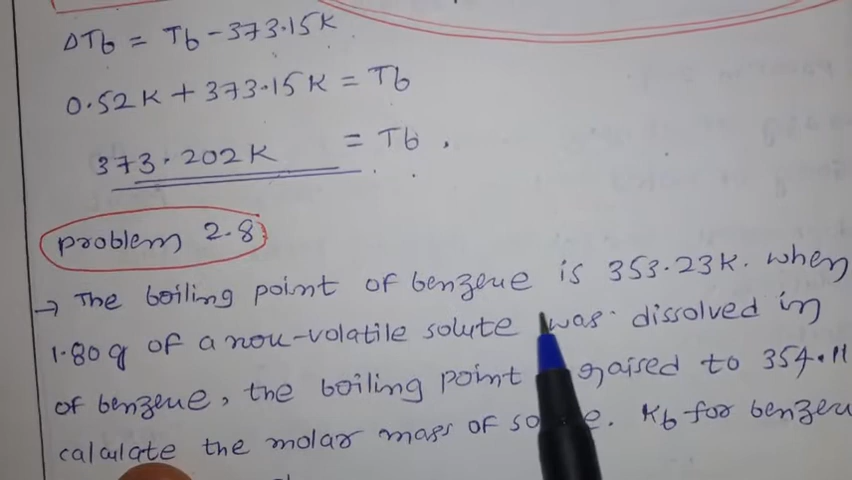 ΔTb = Tb - 373.15K
0.52K + 373.15K = Tb
373.202K = Tb.
Problem 2.8
→ The boiling point of benzene is 353.23K. when
1.80g of a non-volatile solute was dissolved in
of benzene, the boiling point raised to 354.11
calculate the molar mass of Kb for